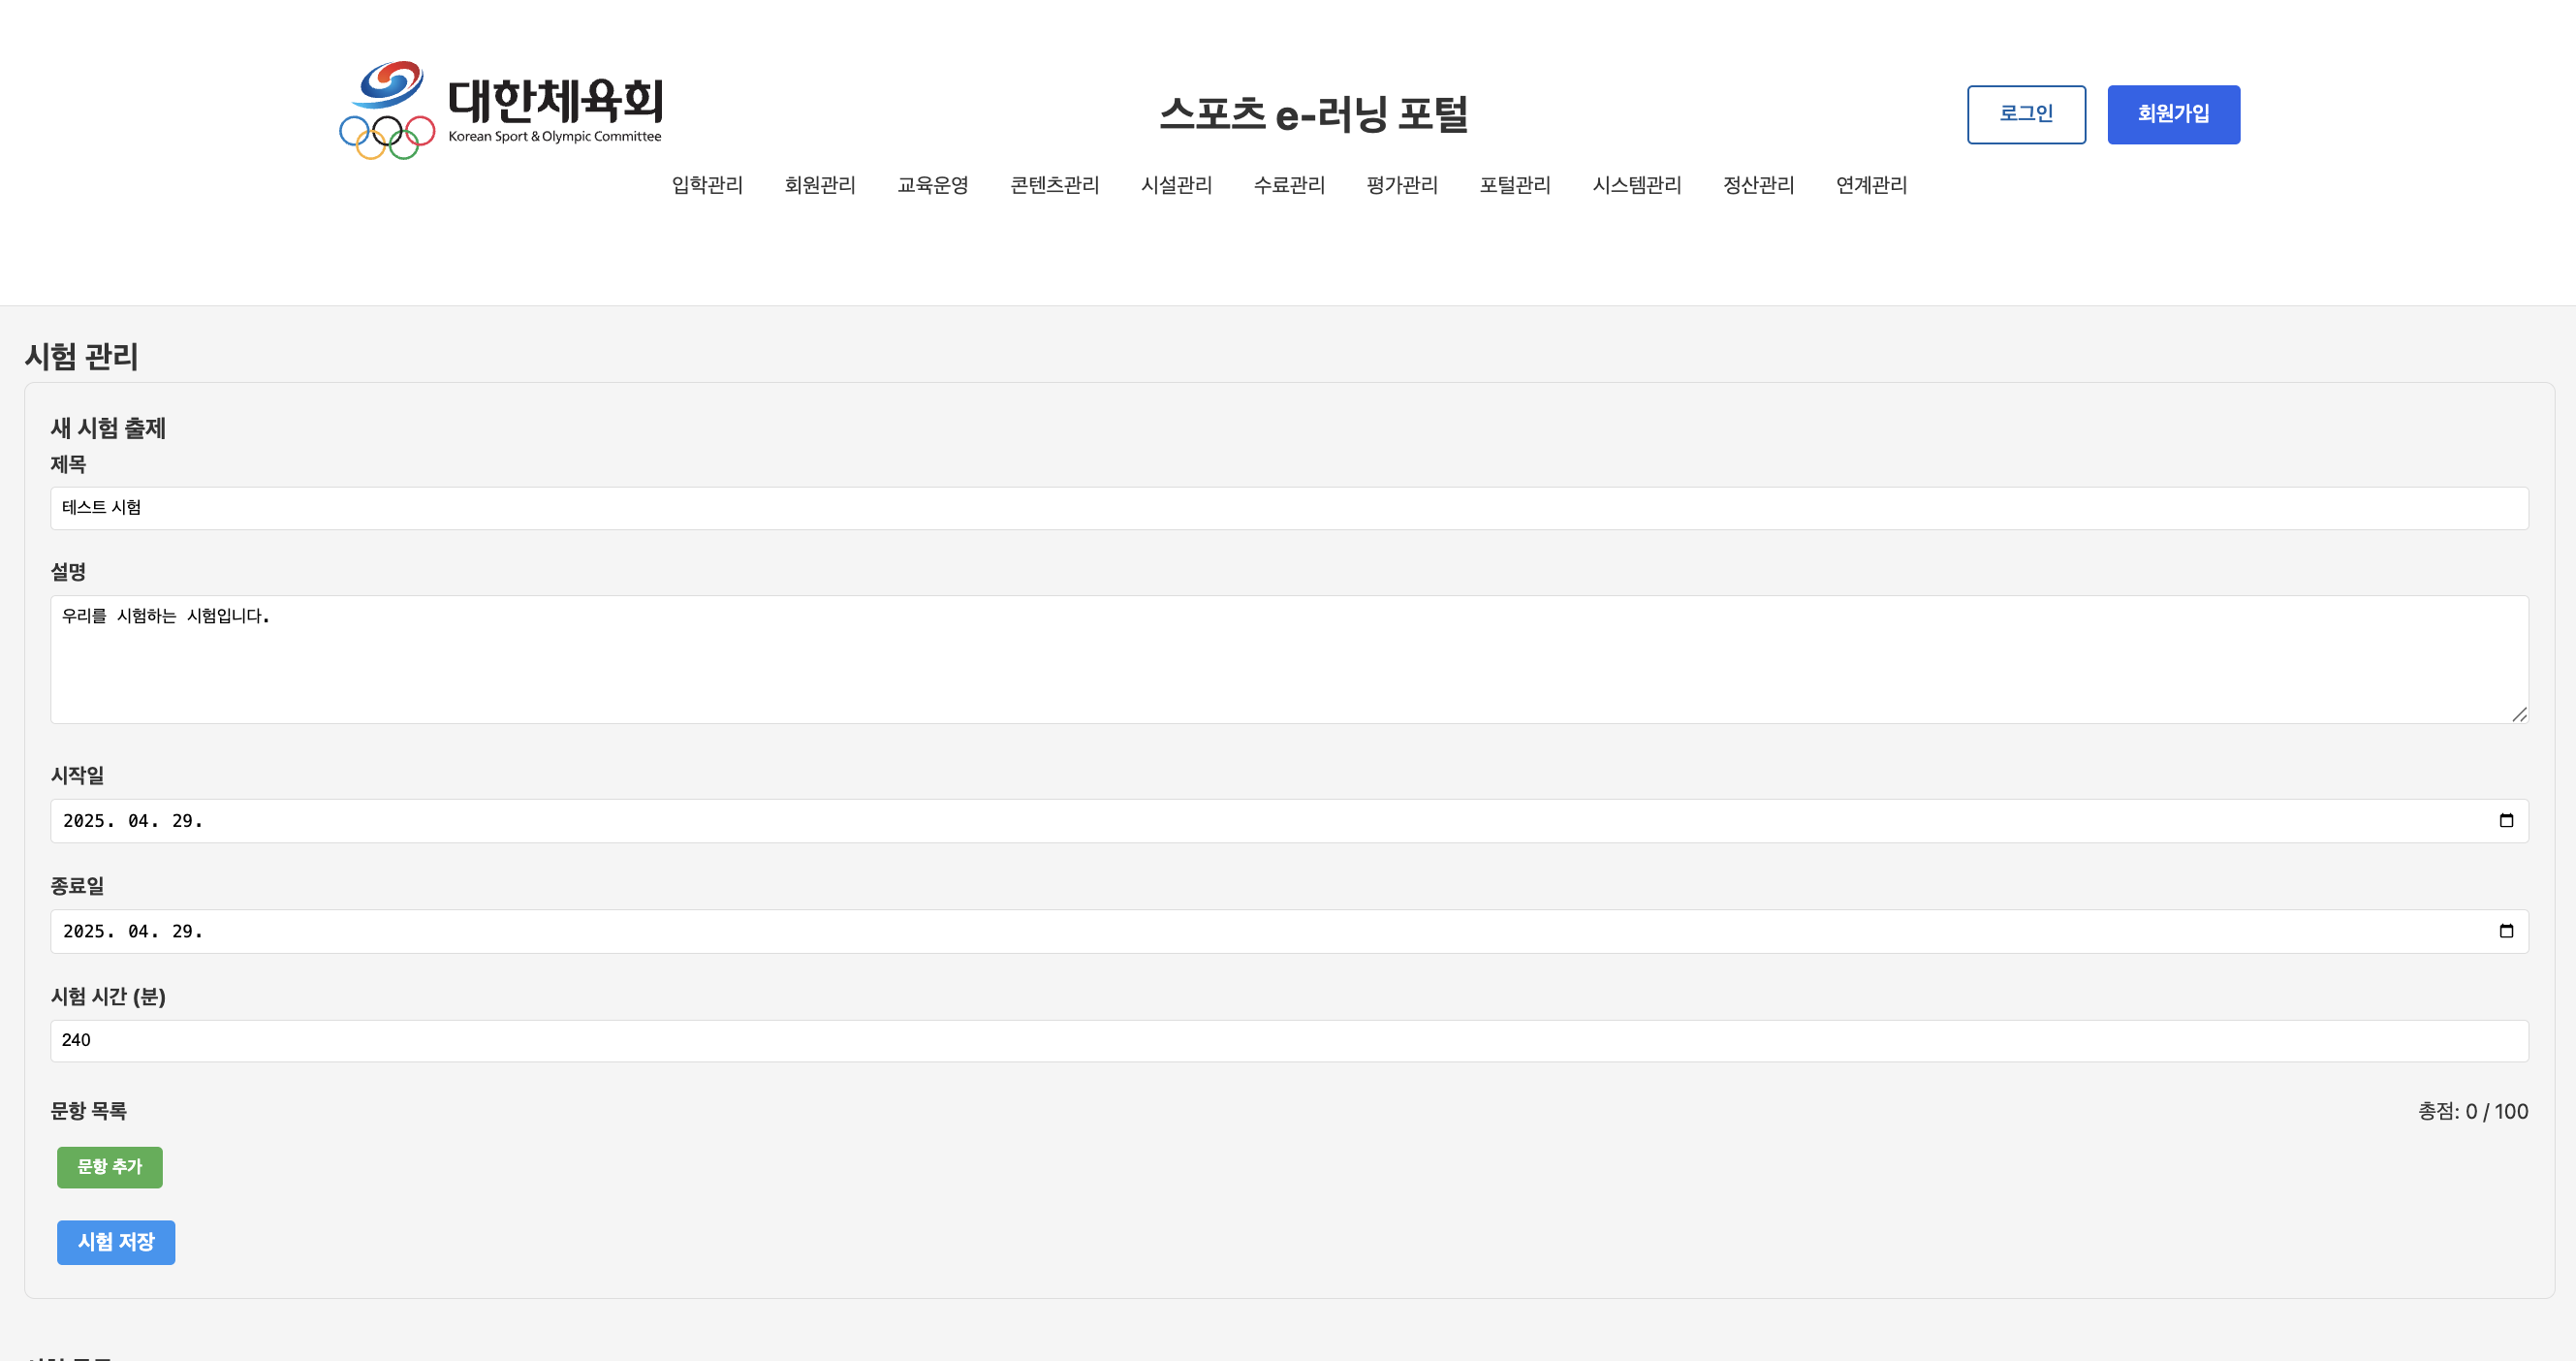 대한체육회
Korean Sport & Olympic Committee
스포츠 e-러닝 포털
로그인
회원가입
입학관리 회원관리 교육운영 콘텐츠관리 시설관리 수료관리 평가관리 포털관리 시스템관리 정산관리 연계관리
시험 관리
새 시험 출제
제목
테스트 시험
설명
우리를 시험하는 시험입니다.
시작일
2025. 04. 29.
종료일
2025. 04. 29.
시험 시간 (분)
240
문항 목록
총점: 0 / 100
문항 추가
시험 저장